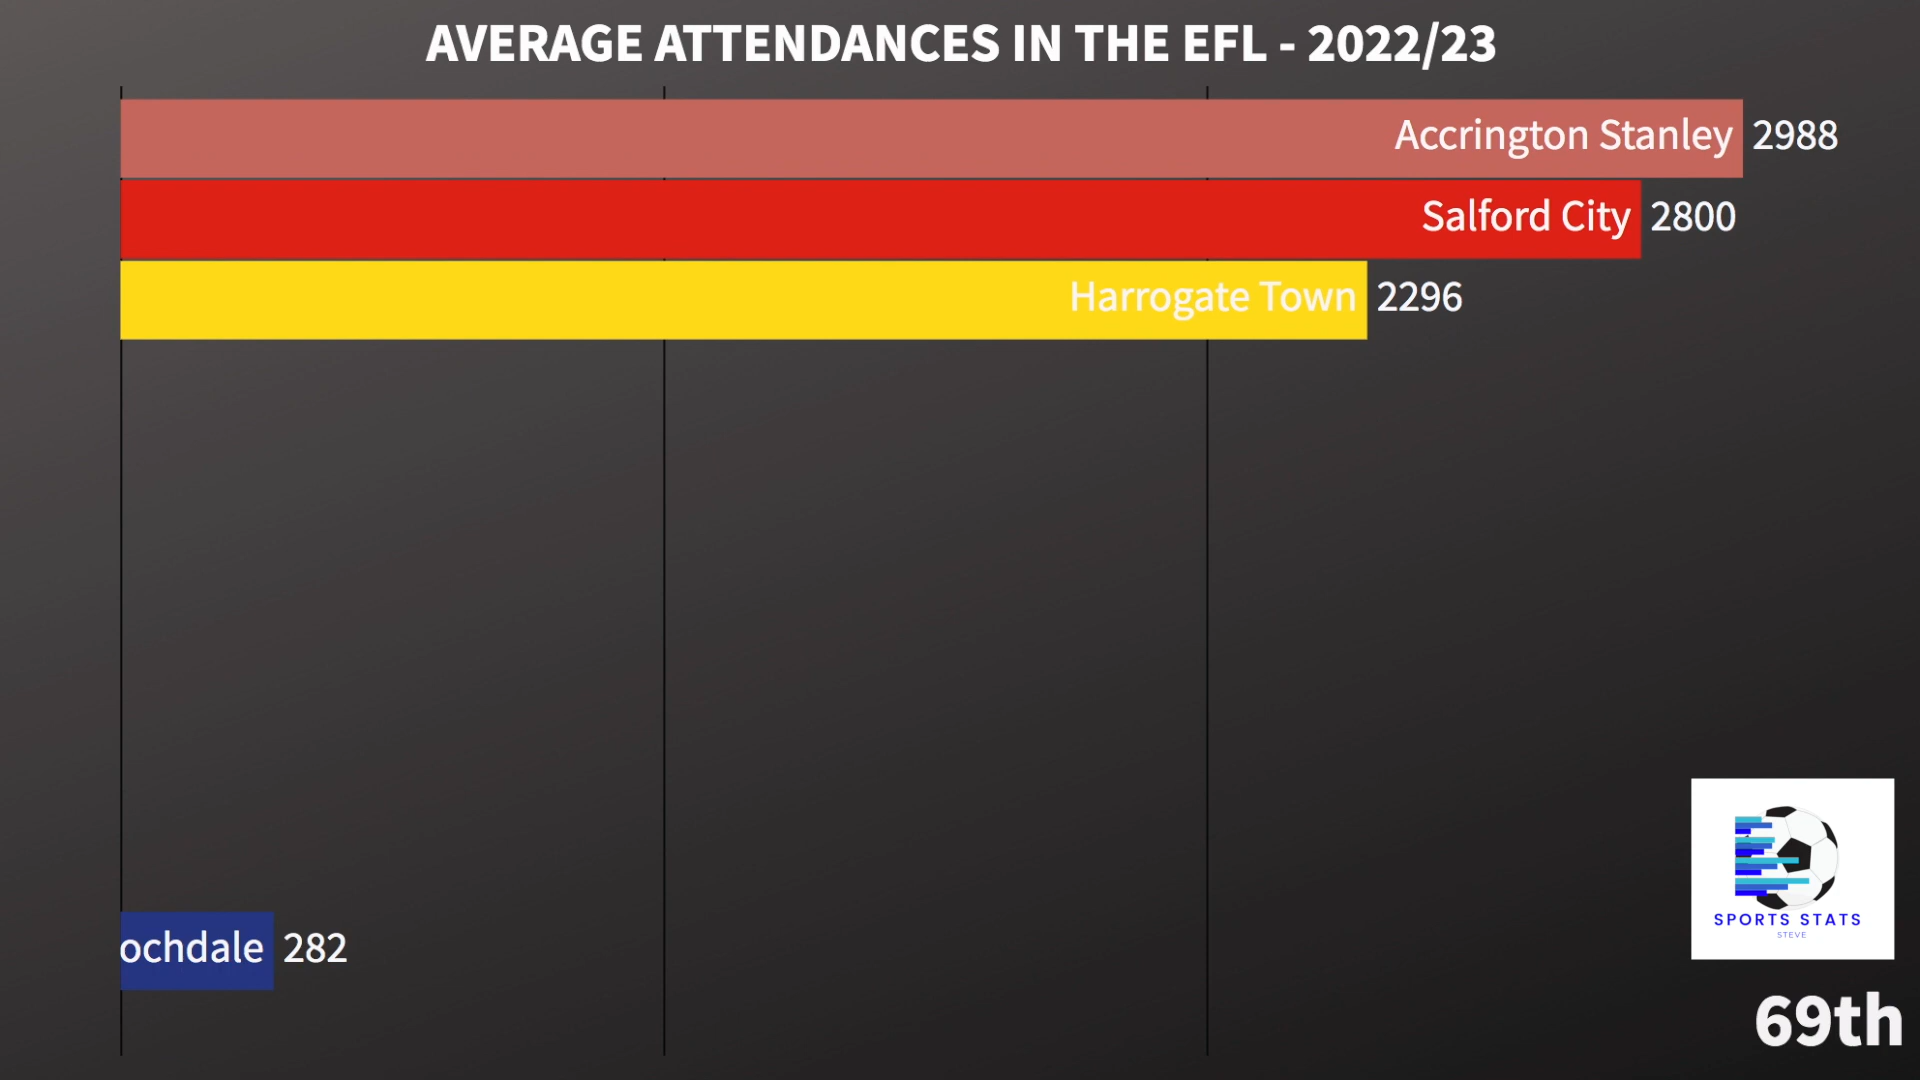 AVERAGE ATTENDANCES IN THE EFL - 2022/23
Accrington Stanley 2988
Salford City 2800
Harrogate Town 2296
ochdale 282
SPORTS STATS
STEVE
69th